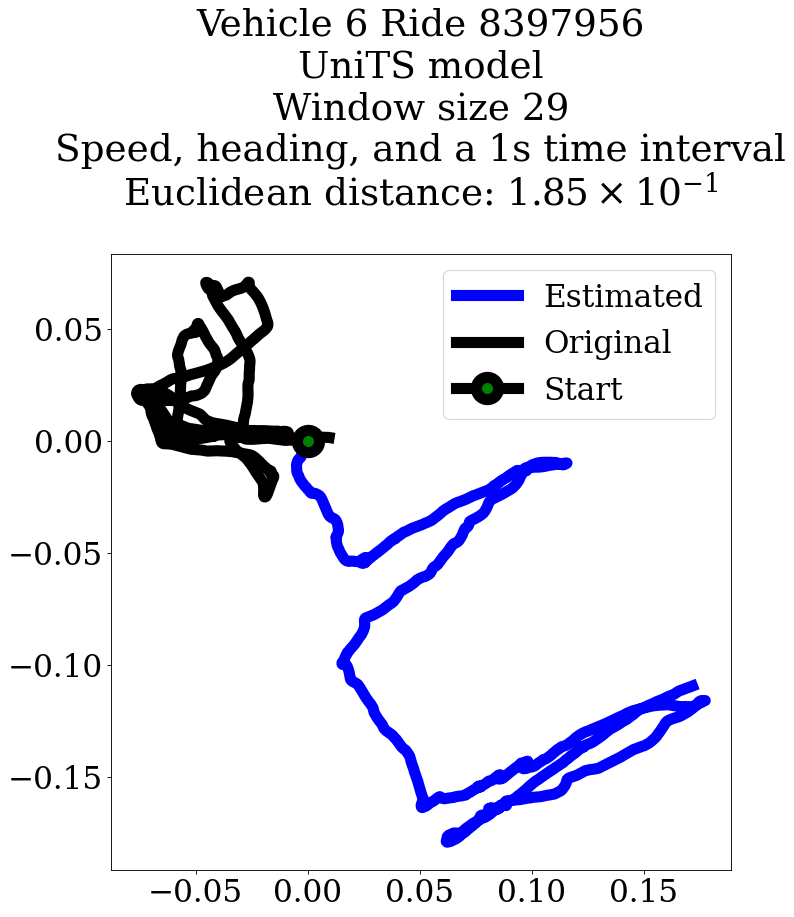 Vehicle 6 Ride 8397956
UniTS model
Window size 29
Speed, heading, and a 1s time interval
Euclidean distance: 1.85 × 10⁻¹
Estimated
Original
Start
0.05
0.00
−0.05
−0.10
−0.15
−0.05 0.00 0.05 0.10 0.15